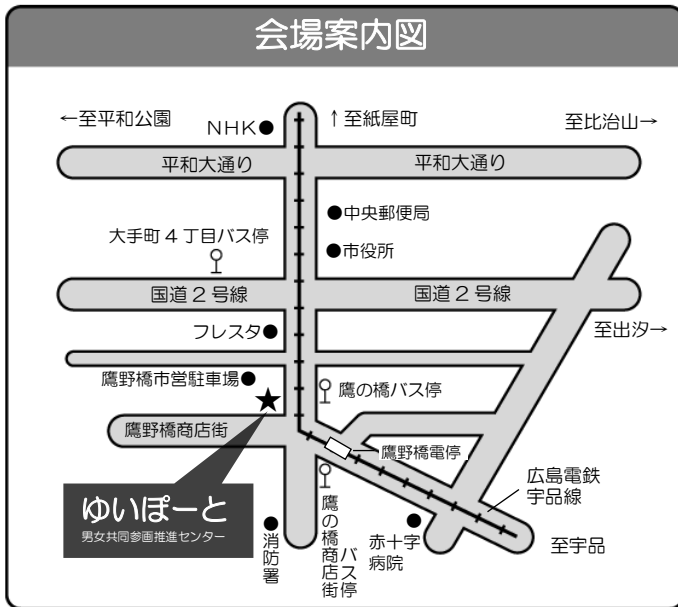 会場案内図
←至平和公園
NHK●
↑至紙屋町
至比治山→
平和大通り
平和大通り
●中央郵便局
大手町4丁目バス停
●市役所
国道2号線
国道2号線
フレスタ●
至出汐→
鷹野橋市営駐車場●
鷹の橋バス停
★
鷹野橋商店街
鷹野橋電停
広島電鉄
宇品線
ゆいぽーと
男女共同参画推進センター
●消防署
鷹の橋商店街
バス停
●
赤十字
病院
至宇品